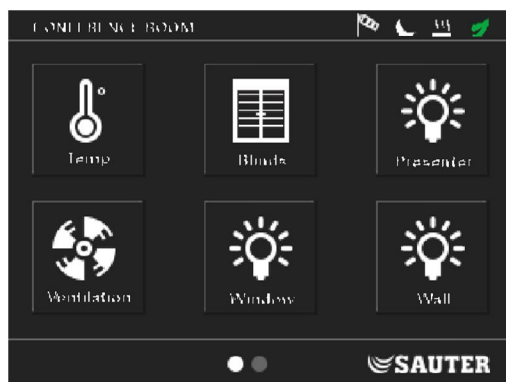 CONFERENCE ROOM
Temp
Blinds
Presenter
Ventilation
Window
Wall
SAUTER